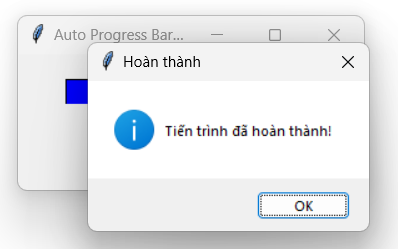 Auto Progress Bar...
Hoàn thành
Tiến trình đã hoàn thành!
OK